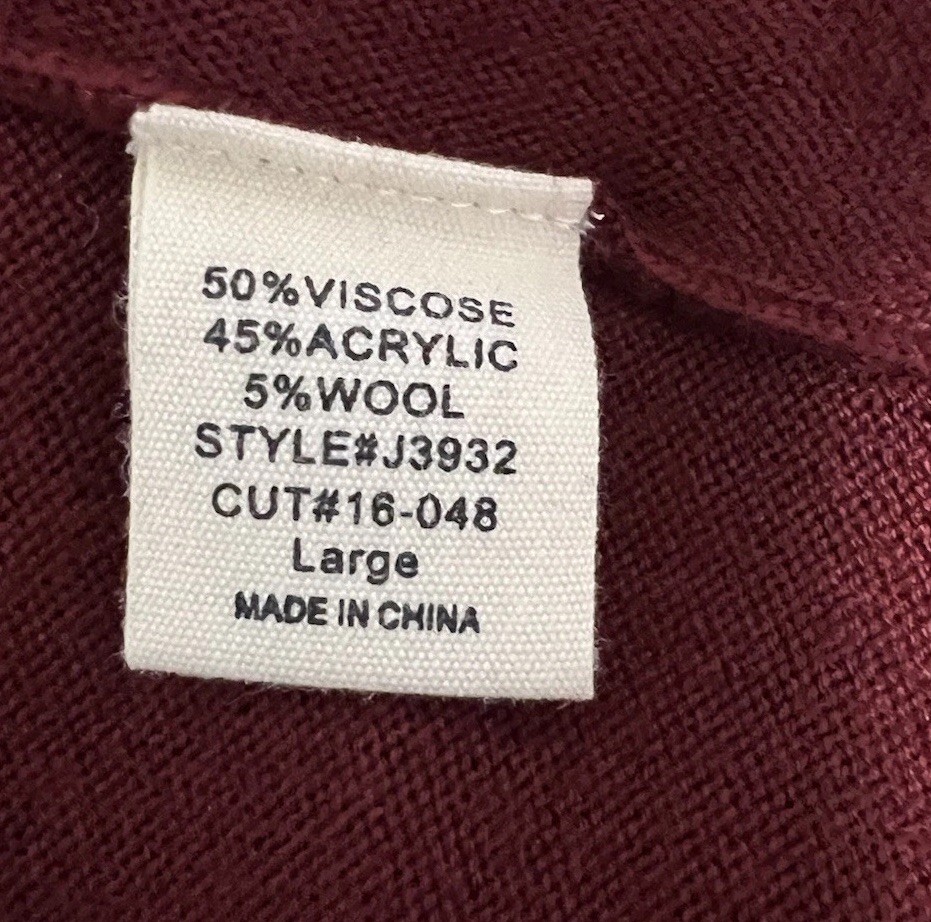 50%VISCOSE
45%ACRYLIC
5%WOOL
STYLE#J3932
CUT#16-048
Large
MADE IN CHINA